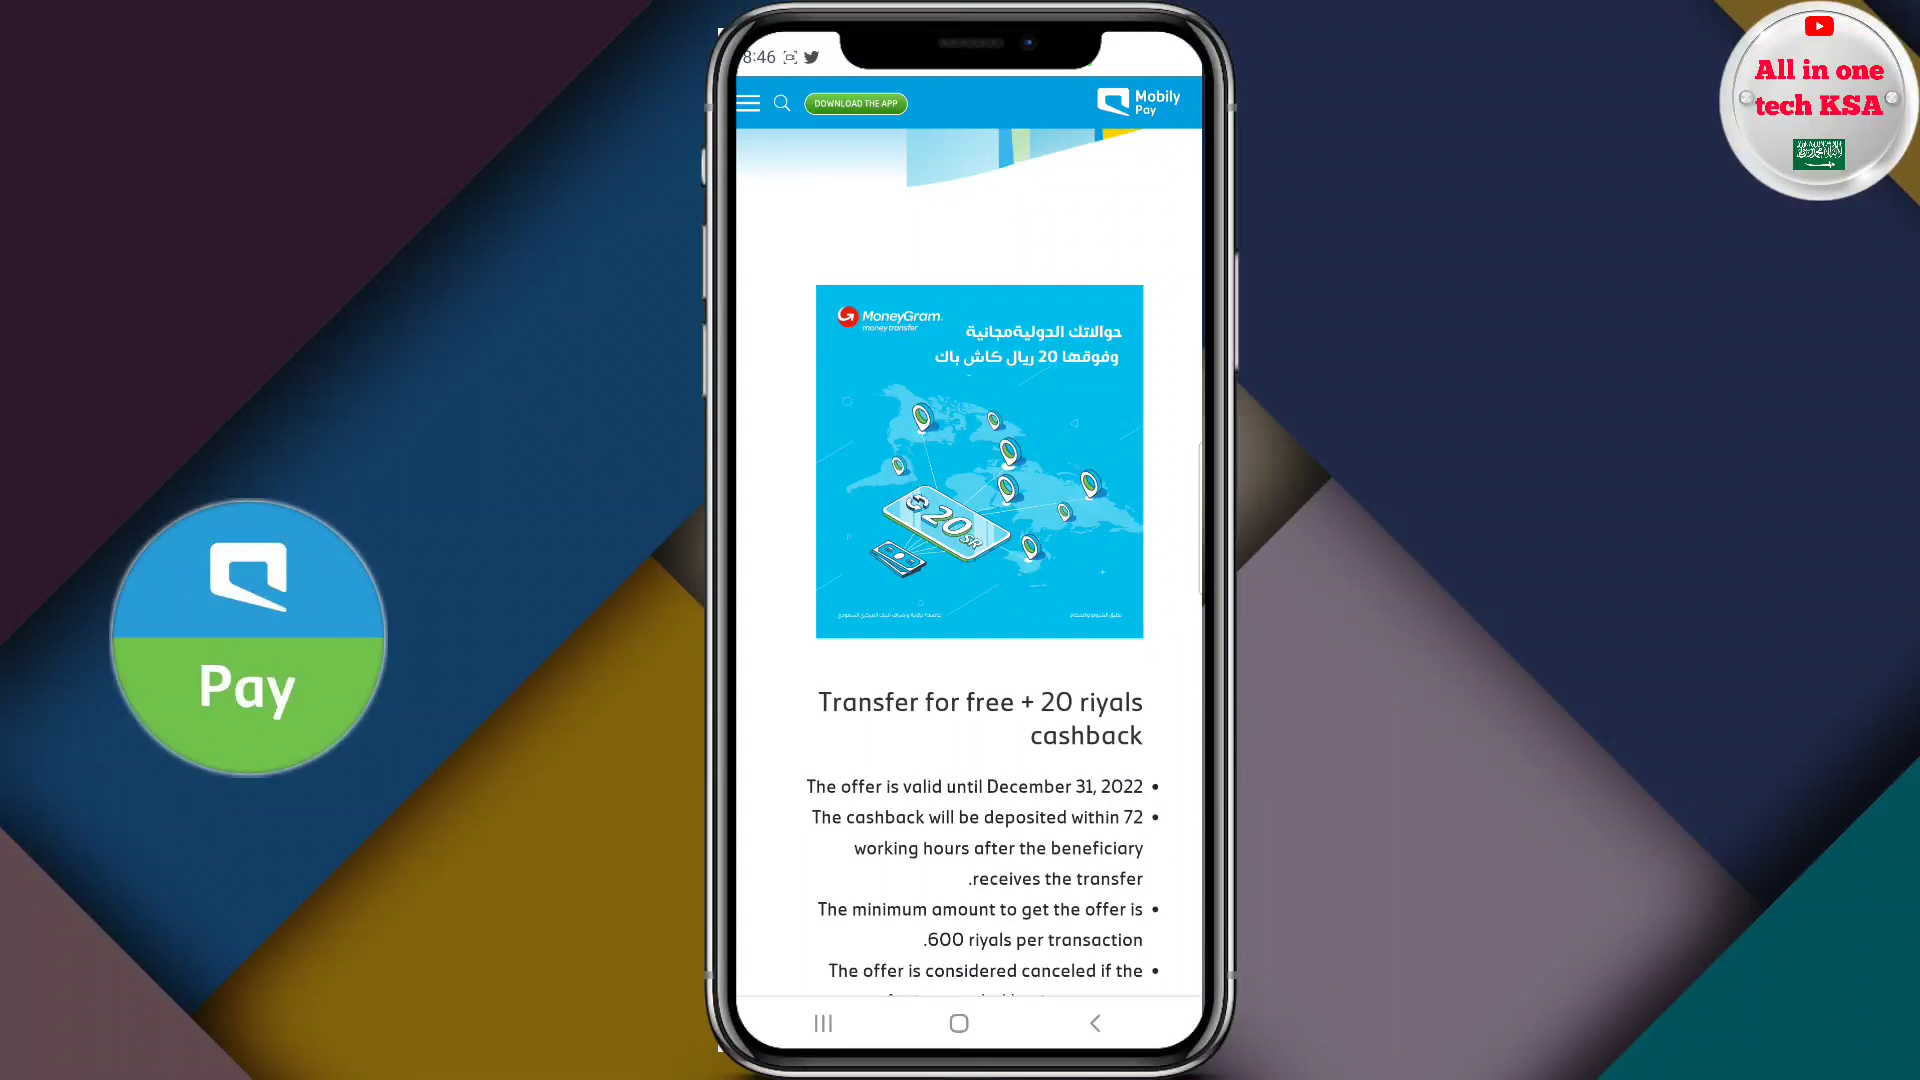 8:46
DOWNLOAD THE APP
Mobily
Pay
All in one
tech KSA
MoneyGram.
money transfer
حوالاتك الدولية مجانية
وفوقها 20 ريال كاش باك
20 SR
Pay
Transfer for free + 20 riyals
cashback
The offer is valid until December 31, 2022 •
The cashback will be deposited within 72 •
working hours after the beneficiary
.receives the transfer
The minimum amount to get the offer is •
.600 riyals per transaction
The offer is considered canceled if the •